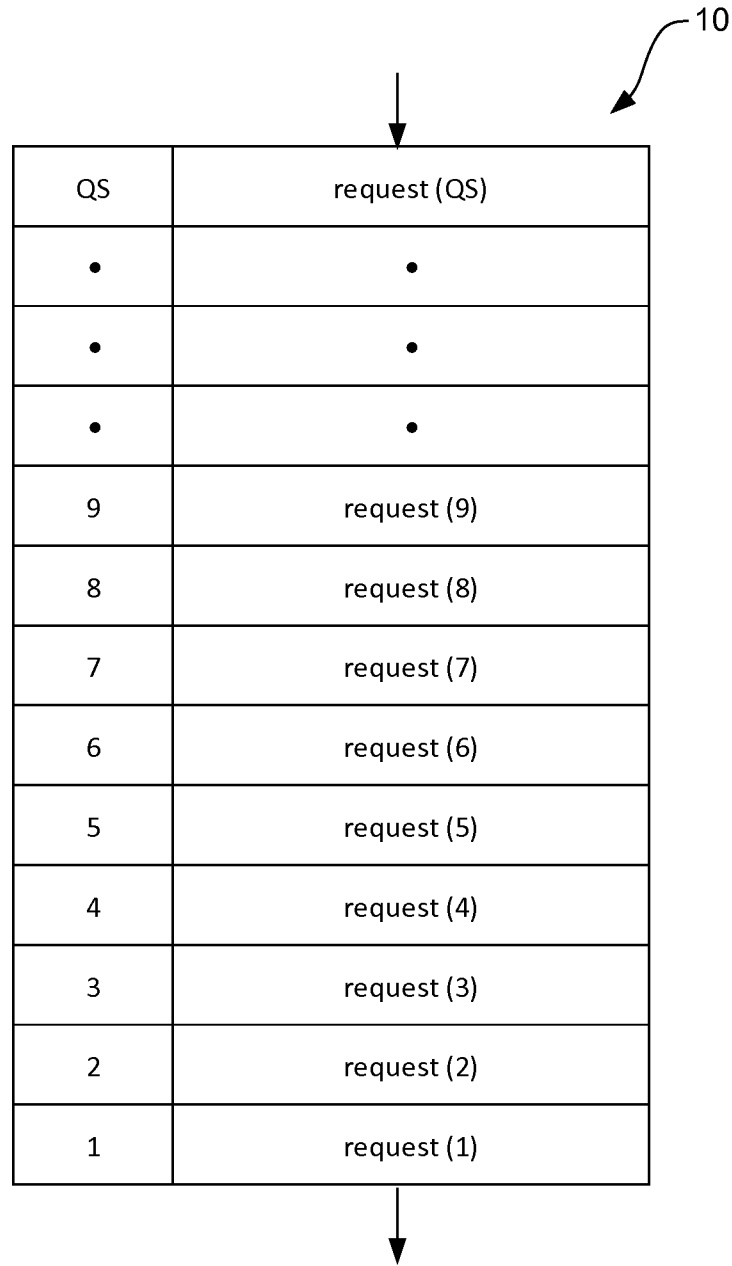 10
QS request (QS)
• •
• •
• •
9 request (9)
8 request (8)
7 request (7)
6 request (6)
5 request (5)
4 request (4)
3 request (3)
2 request (2)
1 request (1)